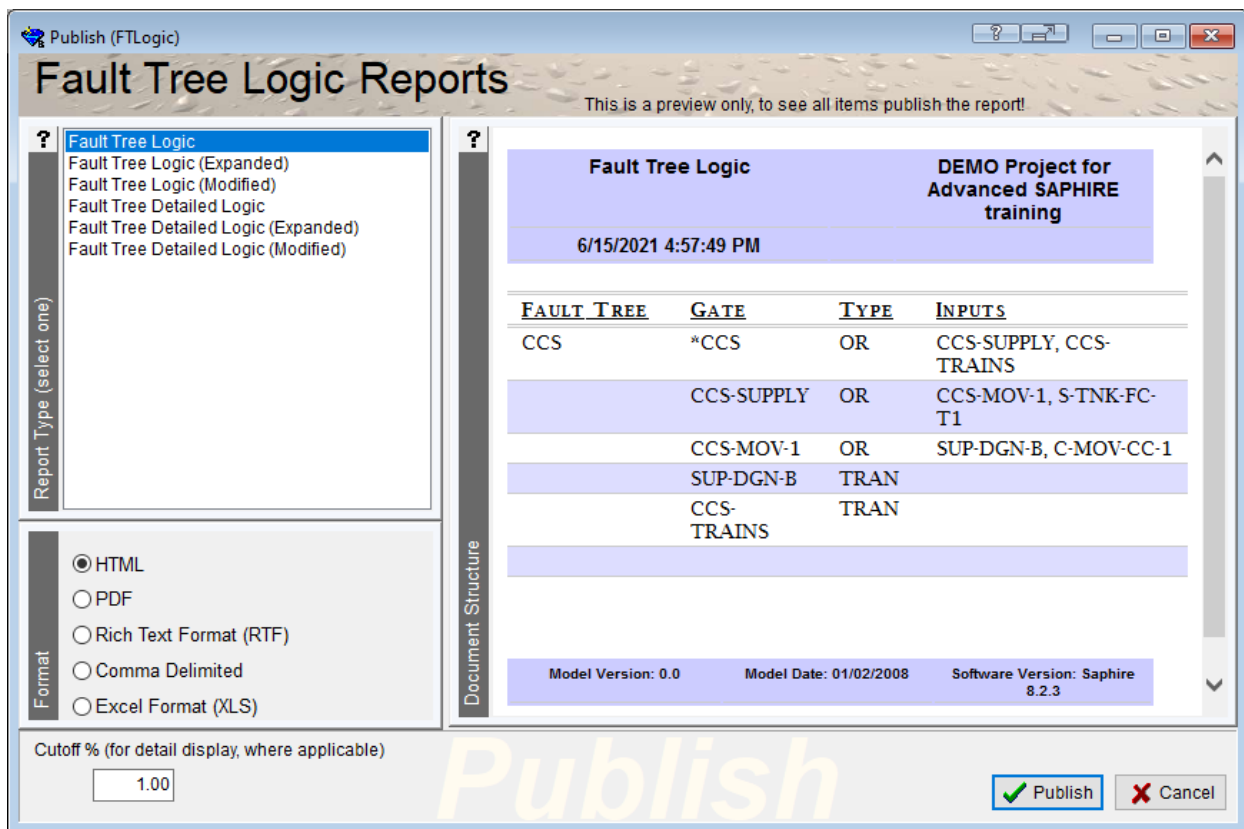 Publish (FTLogic)
Fault Tree Logic Reports
This is a preview only, to see all items publish the report!
?
Report Type (select one)
Fault Tree Logic
Fault Tree Logic (Expanded)
Fault Tree Logic (Modified)
Fault Tree Detailed Logic
Fault Tree Detailed Logic (Expanded)
Fault Tree Detailed Logic (Modified)
Format
HTML
PDF
Rich Text Format (RTF)
Comma Delimited
Excel Format (XLS)
?
Document Structure
Fault Tree Logic
DEMO Project for
Advanced SAPHIRE
training
6/15/2021 4:57:49 PM
FAULT TREE GATE TYPE INPUTS
CCS *CCS OR CCS-SUPPLY, CCS-
TRAINS
CCS-SUPPLY OR CCS-MOV-1, S-TNK-FC-
T1
CCS-MOV-1 OR SUP-DGN-B, C-MOV-CC-1
SUP-DGN-B TRAN
CCS- TRAN
TRAINS
Model Version: 0.0 Model Date: 01/02/2008 Software Version: Saphire
8.2.3
Cutoff % (for detail display, where applicable)
1.00
Publish
Publish
Cancel